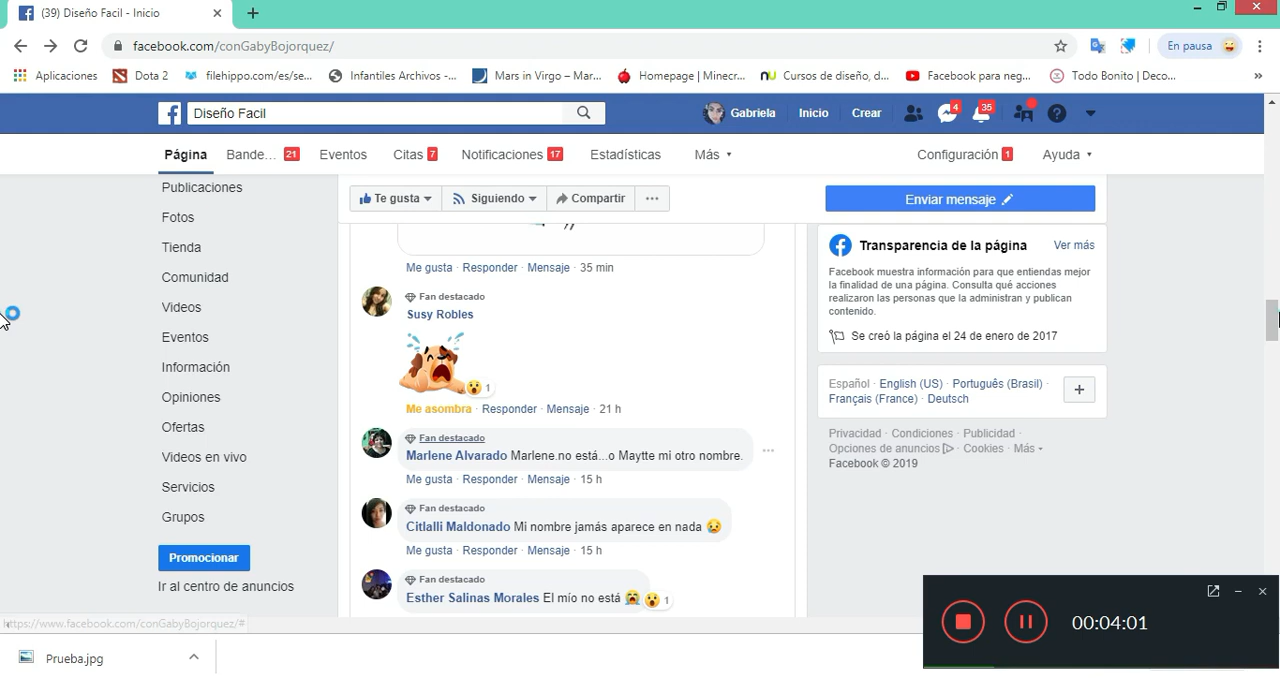 (39) Diseño Facil - Inicio
facebook.com/conGabyBojorquez/
En pausa
Aplicaciones
Dota 2
filehippo.com/es/se...
Infantiles Archivos -...
Mars in Virgo – Mar...
Homepage | Minecr...
Cursos de diseño, d...
Facebook para neg...
Todo Bonito | Deco...
»
Diseño Facil
Gabriela
Inicio
Crear
4
35
Página
Bande... 21
Eventos
Citas 7
Notificaciones 17
Estadísticas
Más
Configuración 1
Ayuda
Publicaciones
Fotos
Tienda
Comunidad
Videos
Eventos
Información
Opiniones
Ofertas
Videos en vivo
Servicios
Grupos
Promocionar
Ir al centro de anuncios
Te gusta
Siguiendo
Compartir
...
Enviar mensaje
Me gusta · Responder · Mensaje · 35 min
Fan destacado
Susy Robles
1
Me asombra · Responder · Mensaje · 21 h
Fan destacado
Marlene Alvarado Marlene.no está...o Maytte mi otro nombre.
Me gusta · Responder · Mensaje · 15 h
Fan destacado
Citlalli Maldonado Mi nombre jamás aparece en nada 😢
Me gusta · Responder · Mensaje · 15 h
Fan destacado
Esther Salinas Morales El mío no está 😭
1
Transparencia de la página
Ver más
Facebook muestra información para que entiendas mejor
la finalidad de una página. Consulta qué acciones
realizaron las personas que la administran y publican
contenido.
Se creó la página el 24 de enero de 2017
Español · English (US) · Português (Brasil) ·
Français (France) · Deutsch
+
Privacidad · Condiciones · Publicidad ·
Opciones de anuncios · Cookies · Más
Facebook © 2019
https://www.facebook.com/conGabyBojorquez/#
Prueba.jpg
00:04:01